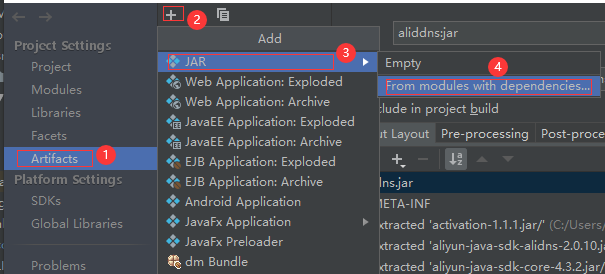 + 2
Project Settings
Project
Modules
Libraries
Facets
Artifacts 1
Platform Settings
SDKs
Global Libraries
Problems
Add
JAR 3
Web Application: Exploded
Web Application: Archive
JavaEE Application: Exploded
JavaEE Application: Archive
EJB Application: Exploded
EJB Application: Archive
Android Application
JavaFx Application
JavaFx Preloader
dm Bundle
aliddns:jar
4
Empty
From modules with dependencies...
clude in project build
ut Layout Pre-processing Post-proce
dns.jar
META-INF
xtracted 'activation-1.1.1.jar/' (C:/Users/
xtracted 'aliyun-java-sdk-alidns-2.0.10.ja
xtracted 'aliyun-java-sdk-core-4.3.2.jar/' (